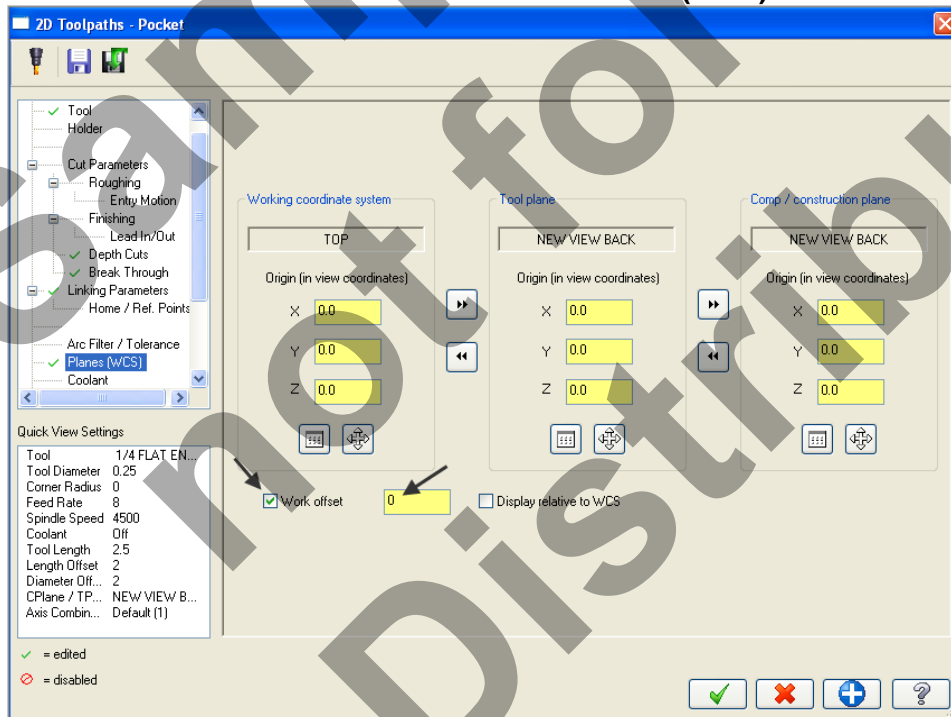 (
2D Toolpaths - Pocket
Tool
Holder
Cut Parameters
Roughing
Entry Motion
Finishing
Lead In/Out
Depth Cuts
Break Through
Linking Parameters
Home / Ref. Points
Arc Filter / Tolerance
Planes (WCS)
Coolant
Quick View Settings
Tool 1/4 FLAT EN...
Tool Diameter 0.25
Corner Radius 0
Feed Rate 8
Spindle Speed 4500
Coolant Off
Tool Length 2.5
Length Offset 2
Diameter Off... 2
CPlane / TP... NEW VIEW B...
Axis Combin... Default (1)
= edited
= disabled
Working coordinate system
TOP
Origin (in view coordinates)
X 0.0
Y 0.0
Z 0.0
Tool plane
NEW VIEW BACK
Origin (in view coordinates)
X 0.0
Y 0.0
Z 0.0
Comp / construction plane
NEW VIEW BACK
Origin (in view coordinates)
X 0.0
Y 0.0
Z 0.0
Work offset 0
Display relative to WCS
not for